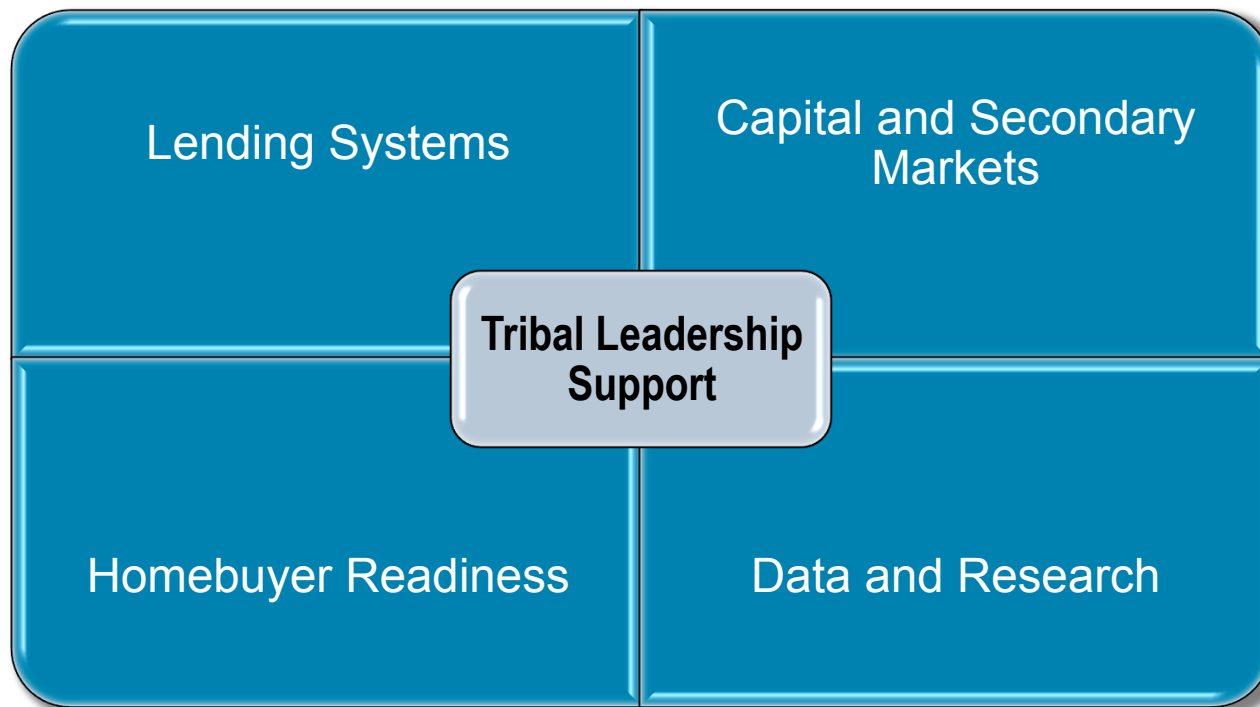 Lending Systems
Capital and Secondary
Markets
Tribal Leadership
Support
Homebuyer Readiness
Data and Research